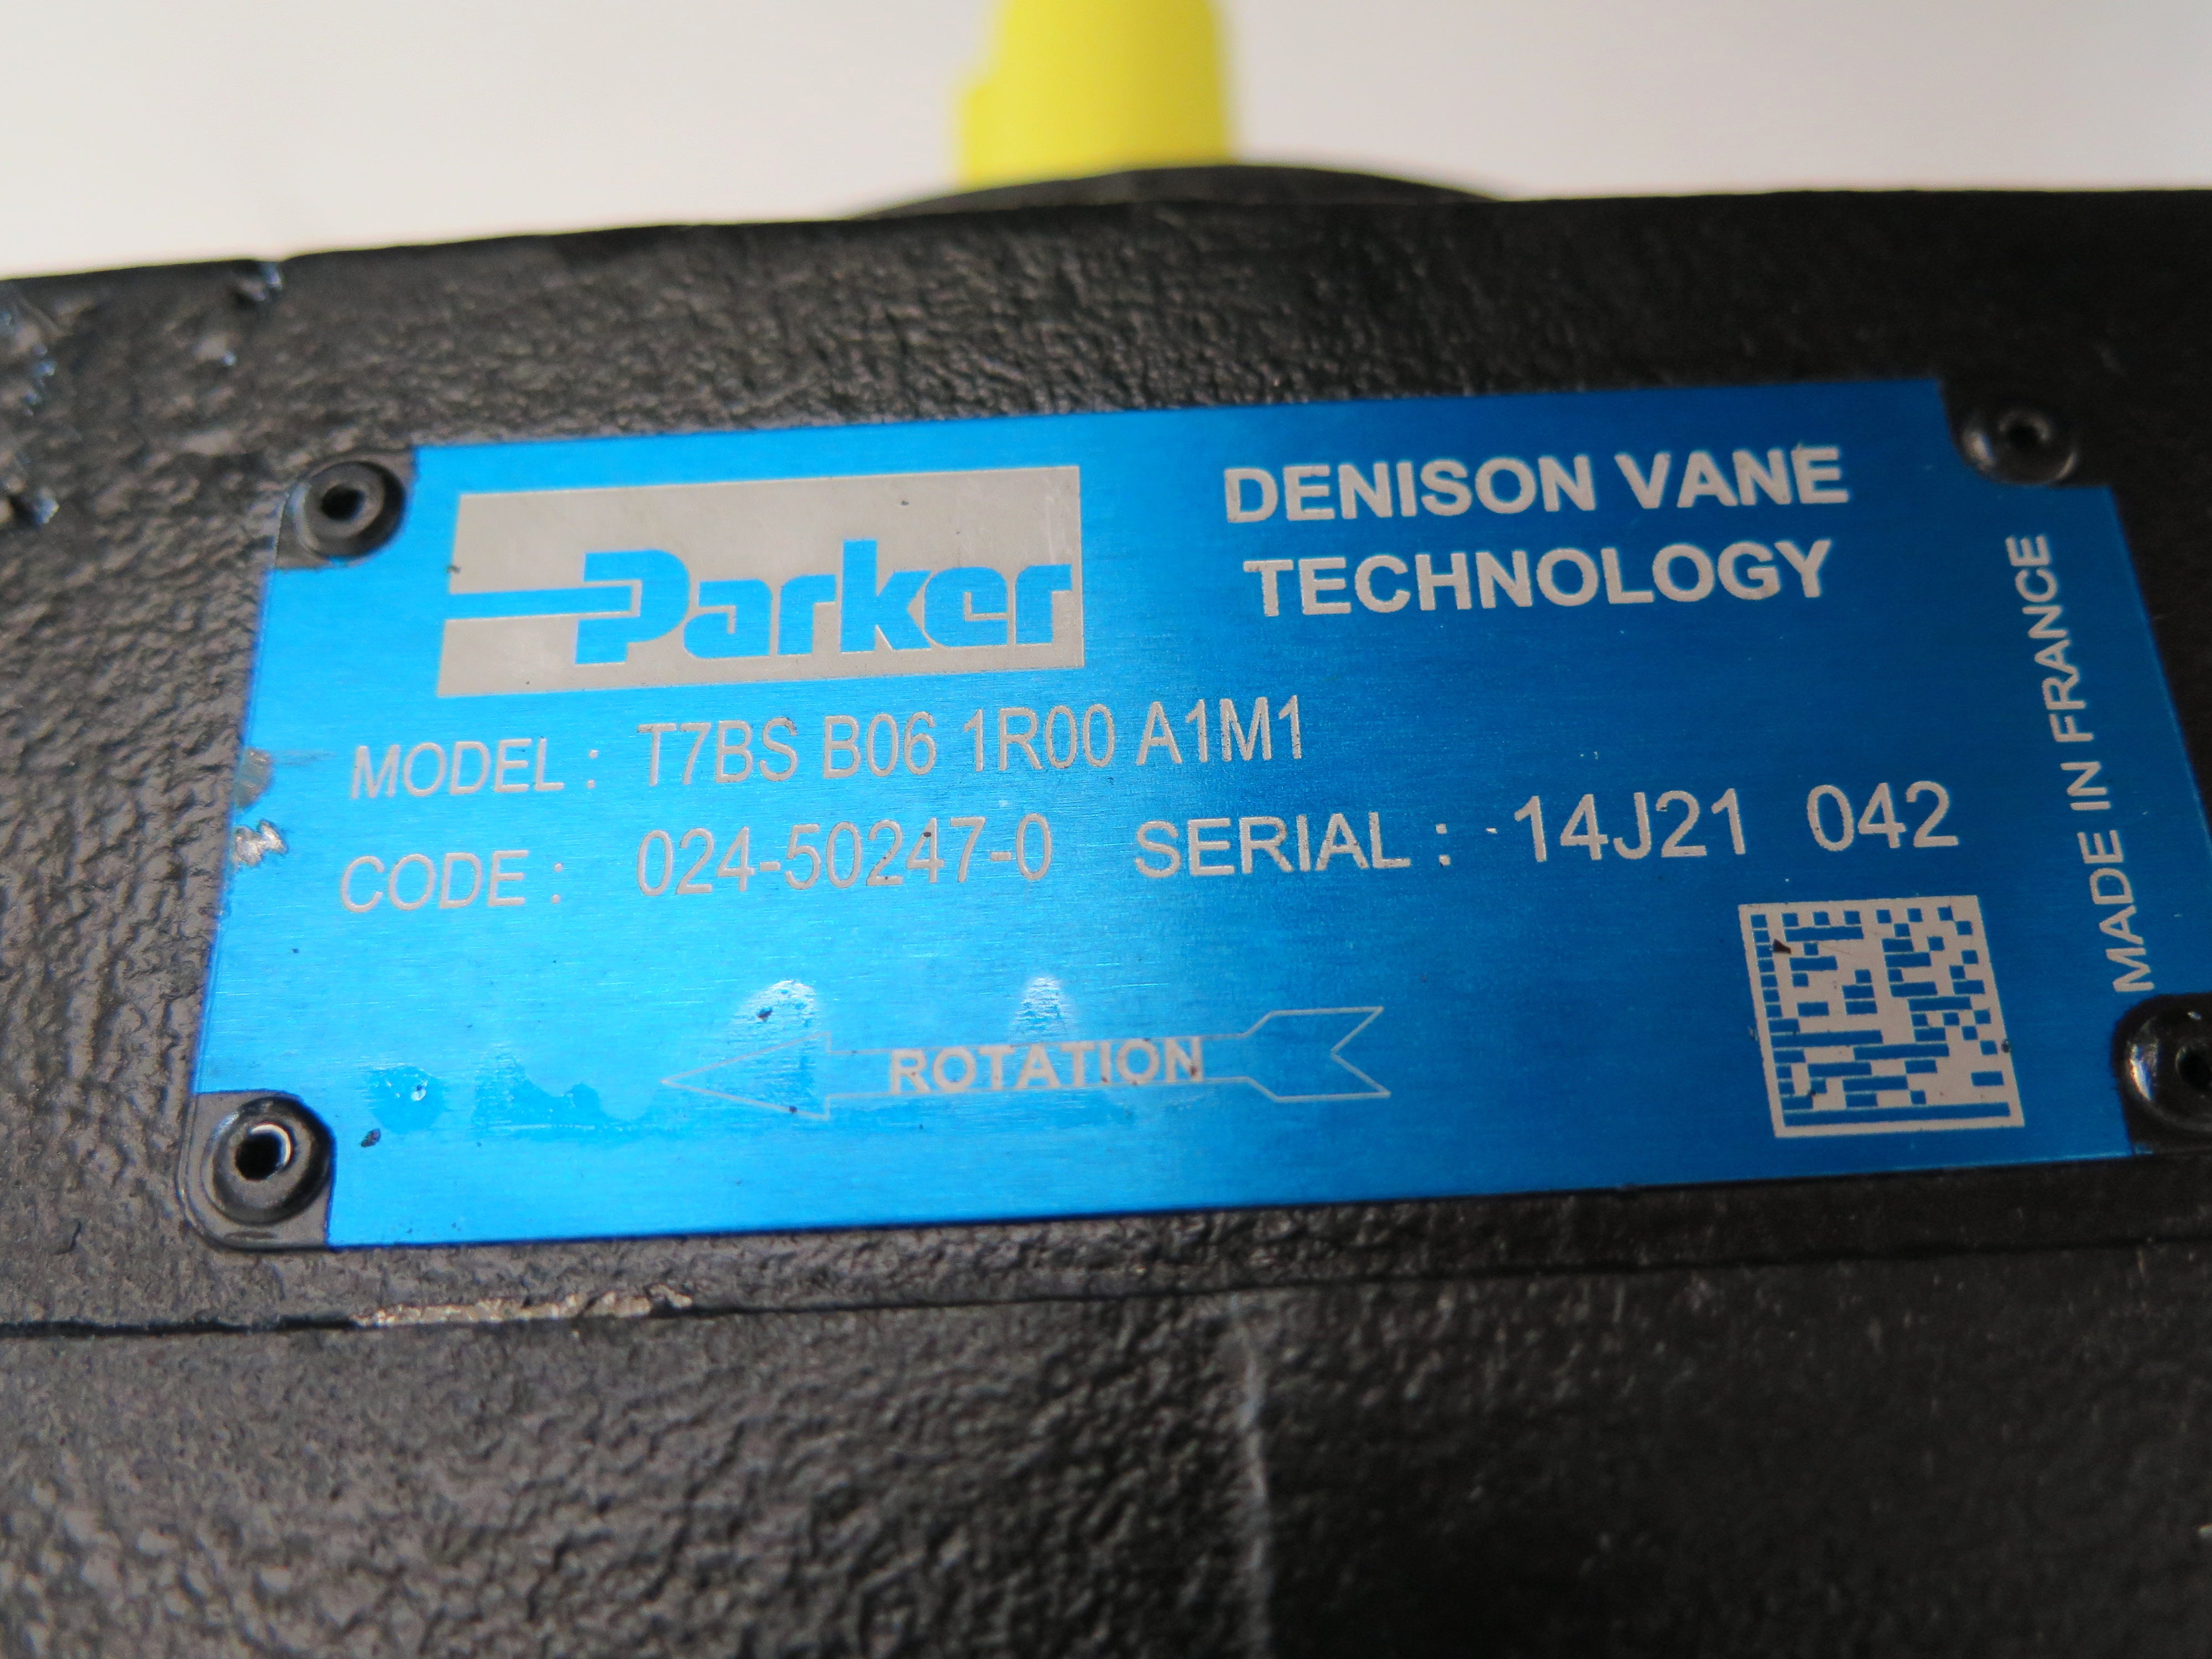 Parker
DENISON VANE
TECHNOLOGY
MODEL : T7BS B06 1R00 A1M1
CODE : 024-50247-0 SERIAL : 14J21 042
ROTATION
MADE IN FRANCE